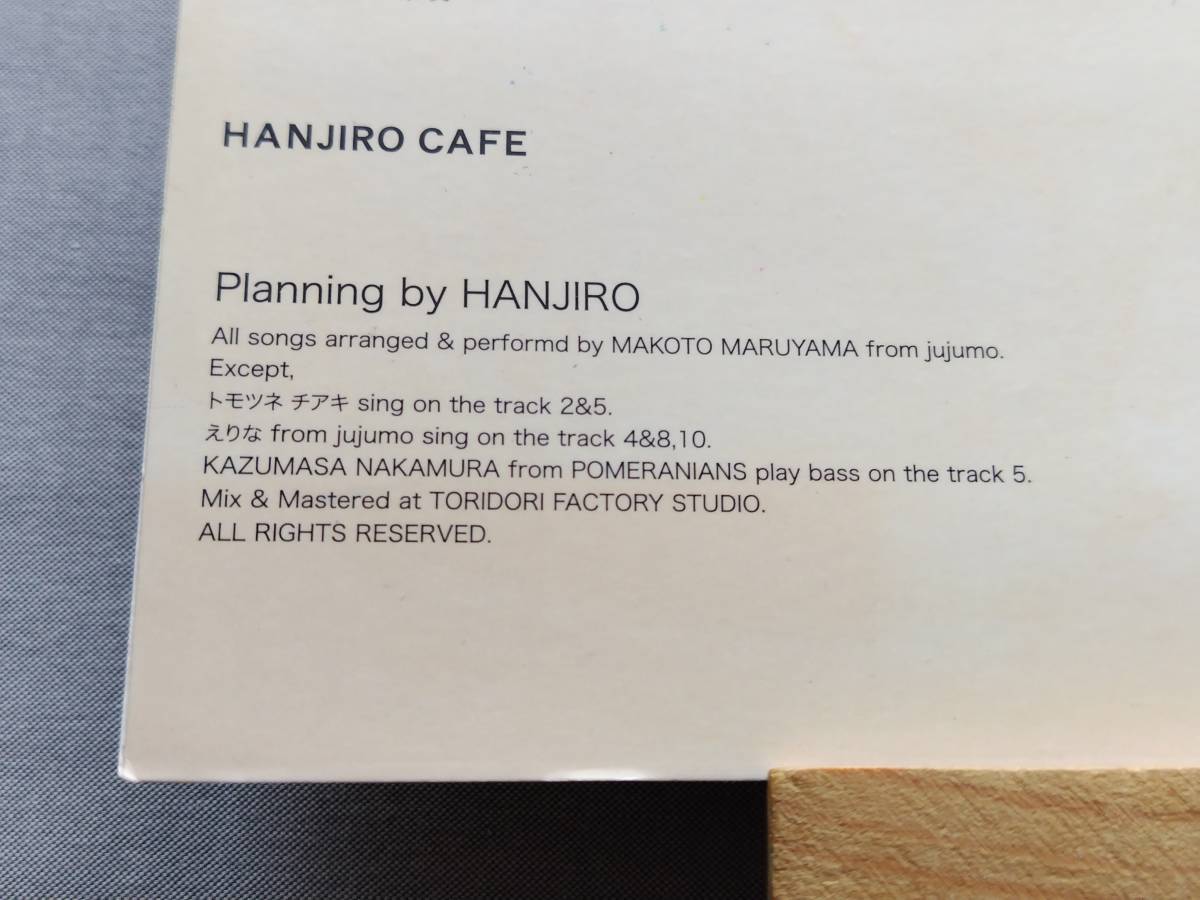 HANJIRO CAFE
Planning by HANJIRO
All songs arranged & performd by MAKOTO MARUYAMA from jujumo.
Except,
トモツネ チアキ sing on the track 2&5.
えりな from jujumo sing on the track 4&8,10.
KAZUMASA NAKAMURA from POMERANIANS play bass on the track 5.
Mix & Mastered at TORIDORI FACTORY STUDIO.
ALL RIGHTS RESERVED.